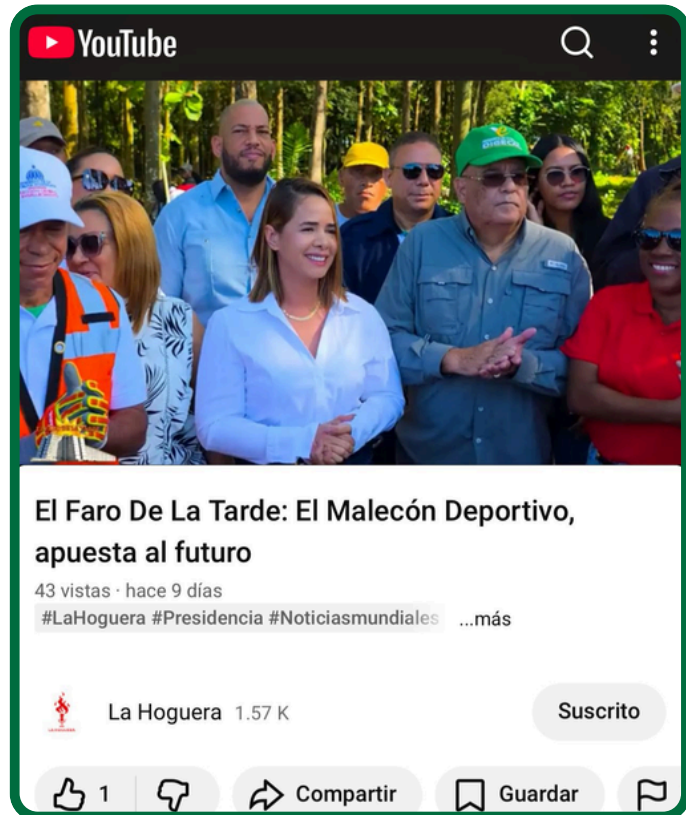 YouTube
DIGECAC
El Faro De La Tarde: El Malecón Deportivo,
apuesta al futuro
43 vistas · hace 9 días
#LaHoguera #Presidencia #Noticiasmundiales ...más
La Hoguera 1.57 K
Suscrito
1
Compartir
Guardar